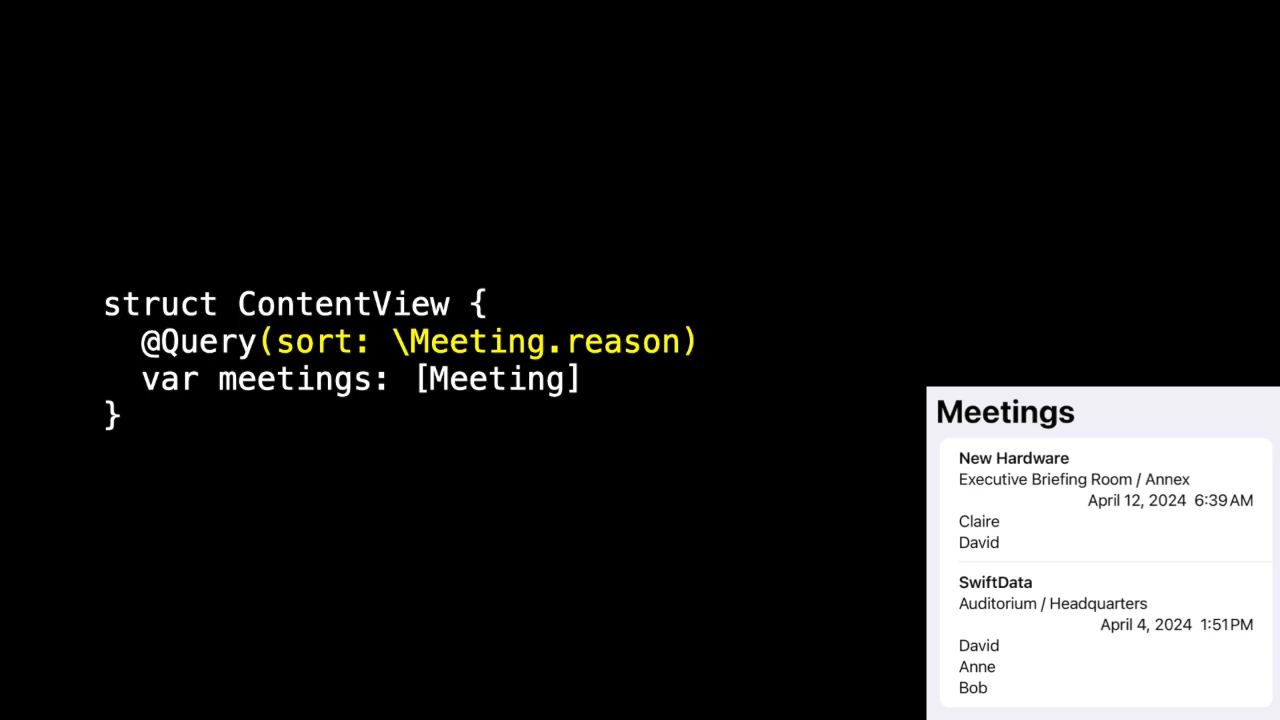 struct ContentView {
  @Query(sort: \Meeting.reason)
  var meetings: [Meeting]
}
Meetings
New Hardware
Executive Briefing Room / Annex
April 12, 2024 6:39 AM
Claire
David
SwiftData
Auditorium / Headquarters
April 4, 2024 1:51 PM
David
Anne
Bob